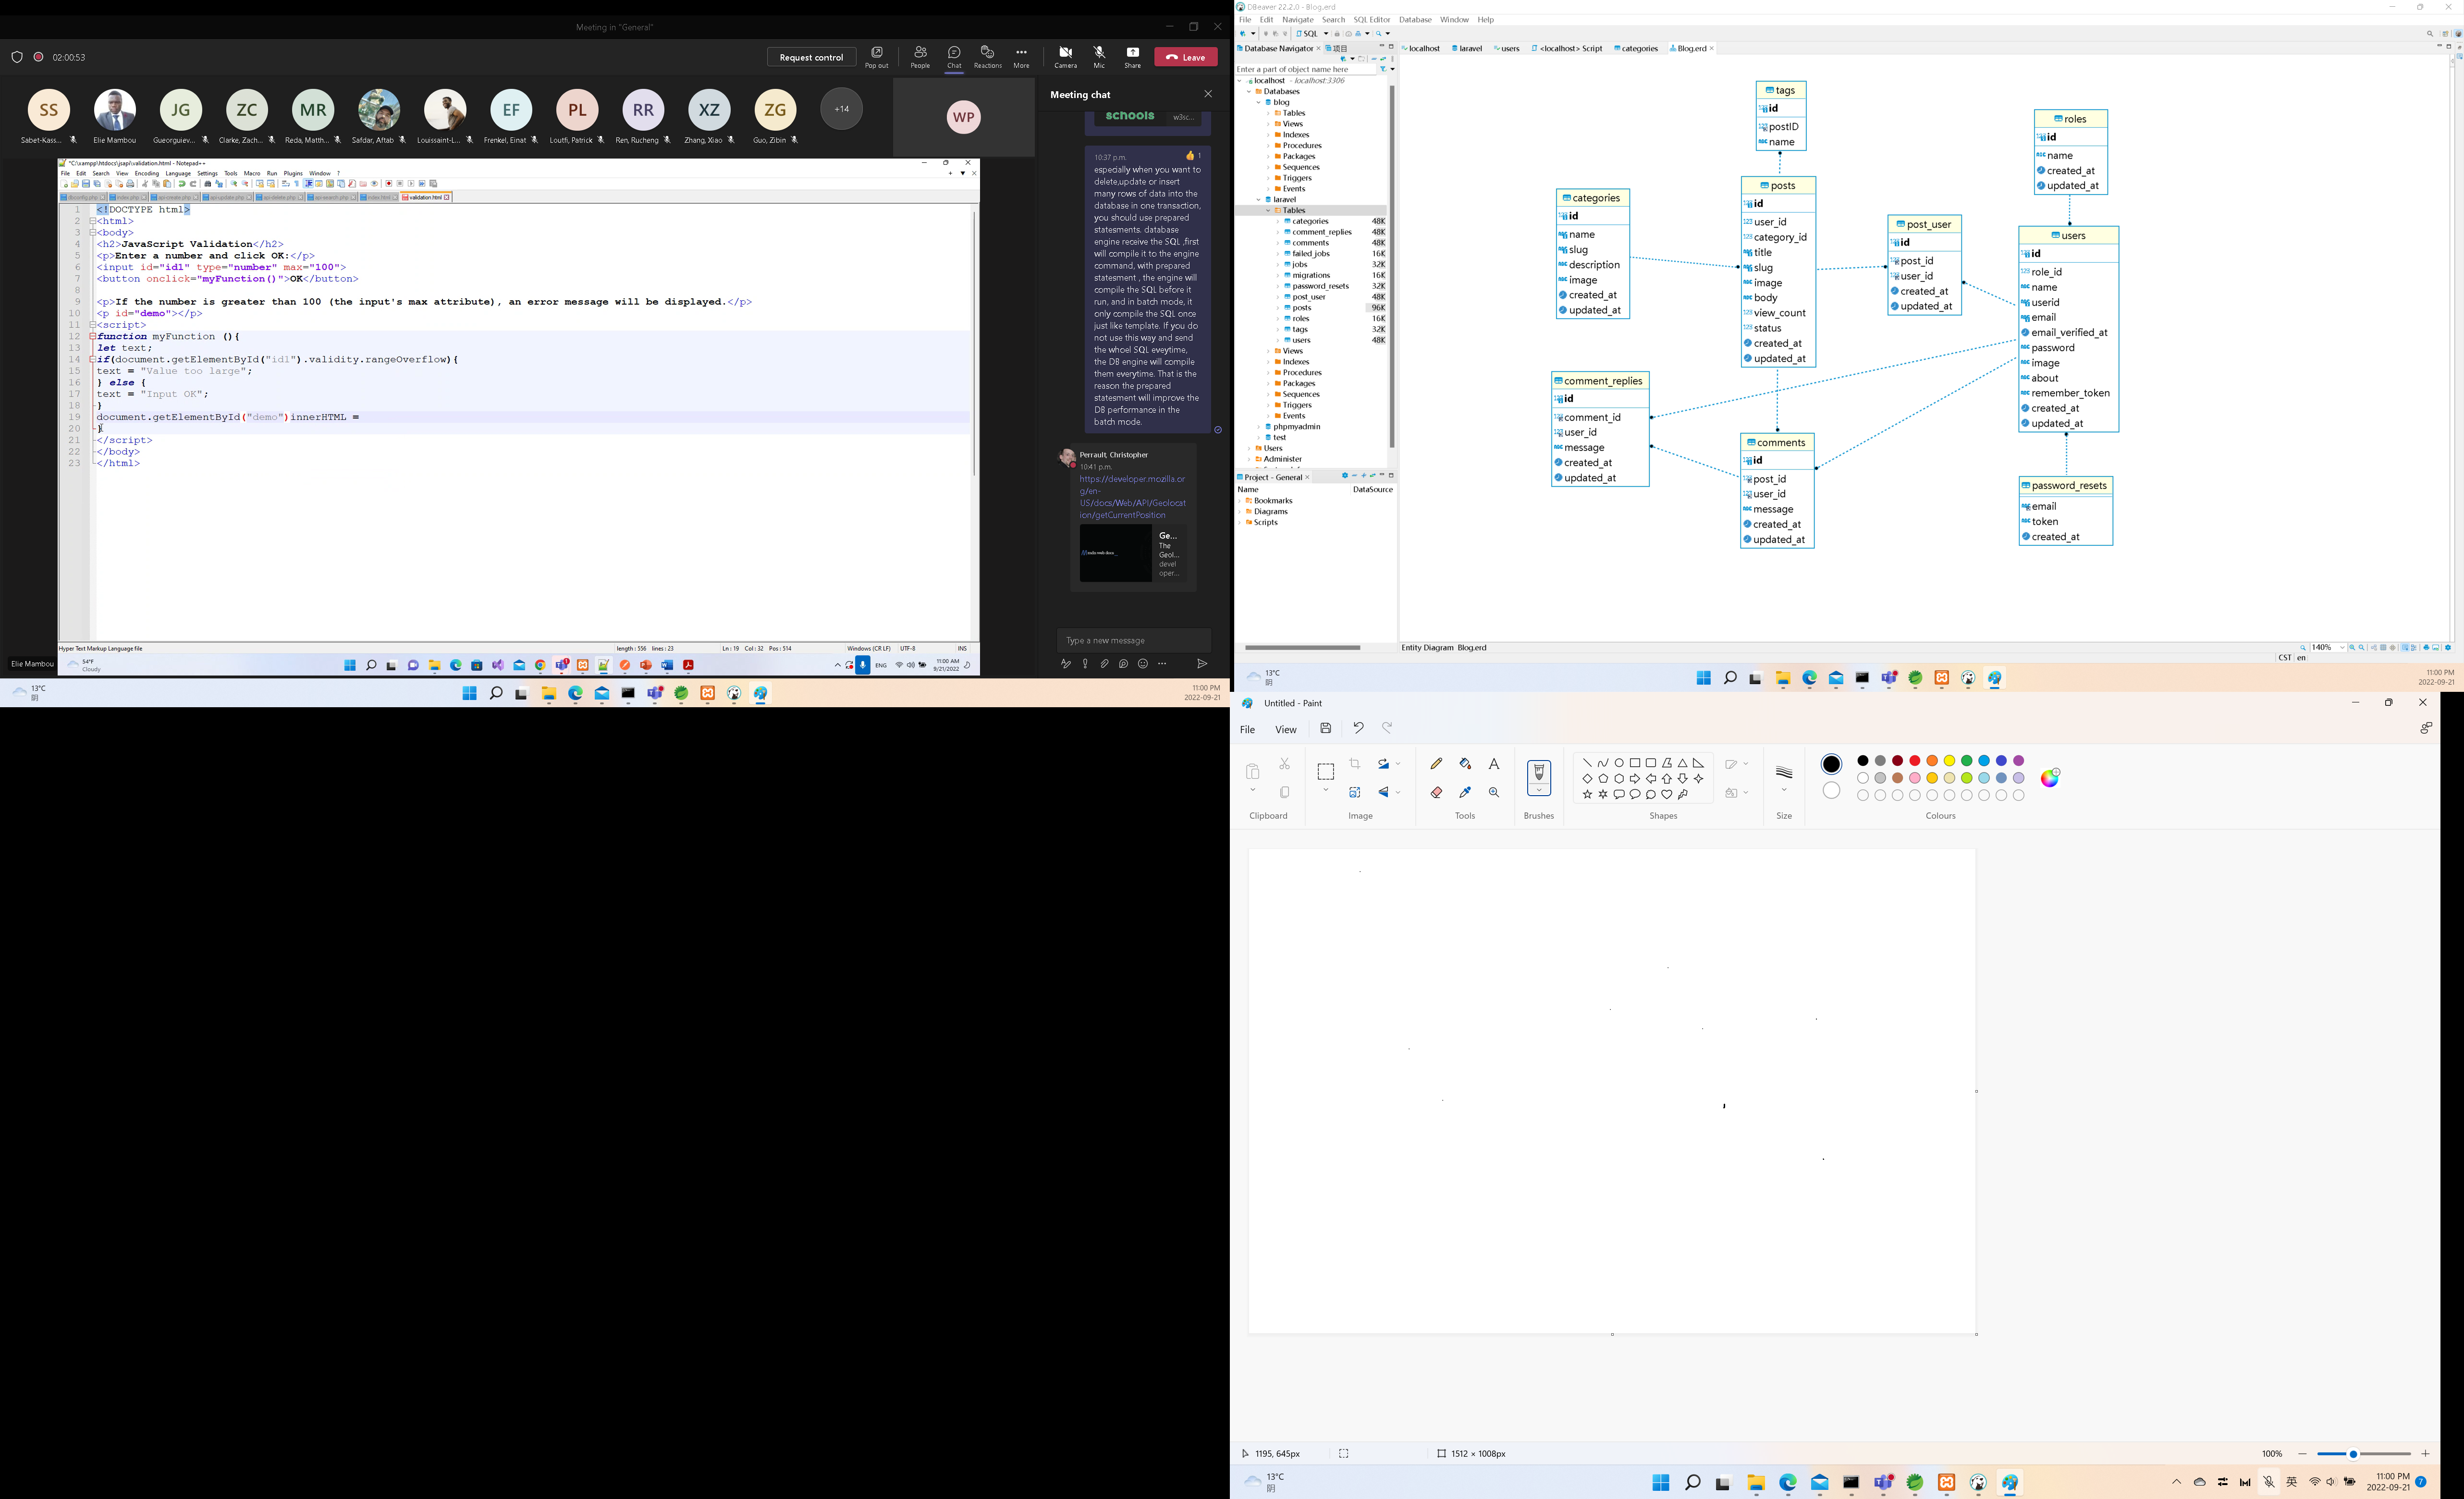 Meeting in "General"
02:00:53
Request control
Pop out
People
Chat
Reactions
More
Camera
Mic
Share
Leave
SS
JG
ZC
MR
EF
PL
RR
XZ
ZG
+14
WP
Sabet-Kass...
Elie Mambou
Gueorguiev...
Clarke, Zach...
Reda, Matth...
Safdar, Aftab
Louissaint-L...
Frenkel, Einat
Loutfi, Patrick
Ren, Rucheng
Zhang, Xiao
Guo, Zibin
*C:\xampp\htdocs\jsapi\validation.html - Notepad++
File Edit Search View Encoding Language Settings Tools Macro Run Plugins Window ?
validation.html
1 <!DOCTYPE html>
2 <html>
3 <body>
4 <h2>JavaScript Validation</h2>
5 <p>Enter a number and click OK:</p>
6 <input id="id1" type="number" max="100">
7 <button onclick="myFunction()">OK</button>
8
9 <p>If the number is greater than 100 (the input's max attribute), an error message will be displayed.</p>
10 <p id="demo"></p>
11 <script>
12 function myFunction (){
13 let text;
14 if(document.getElementById("id1").validity.rangeOverflow){
15 text = "Value too large";
16 } else {
17 text = "Input OK";
18 }
19 document.getElementById("demo")innerHTML =
20 }
21 </script>
22 </body>
23 </html>
Hyper Text Markup Language file
length : 556 lines : 23
Ln : 19 Col : 32 Pos : 514
Windows (CR LF)
UTF-8
INS
Elie Mambou
54°F
Cloudy
ENG
11:00 AM
9/21/2022
13°C
阴
11:00 PM
2022-09-21
Meeting chat
schools
w3sc...
10:37 p.m.
1
especially when you want to
delete,update or insert
many rows of data into the
database in one transaction,
you should use prepared
statesments. database
engine receive the SQL ,first
will compile it to the engine
command, with prepared
statesment , the engine will
compile the SQL before it
run, and in batch mode, it
only compile the SQL once
just like template. If you do
not use this way and send
the whoel SQL eveytime,
the DB engine will compile
them everytime. That is the
reason the prepared
statesment will improve the
DB performance in the
batch mode.
Perrault, Christopher
10:41 p.m.
https://developer.mozilla.or
g/en-
US/docs/Web/API/Geolocat
ion/getCurrentPosition
Ge...
The
Geol...
devel
oper...
Type a new message
DBeaver 22.2.0 - Blog.erd
File Edit Navigate Search SQL Editor Database Window Help
SQL
Database Navigator
项目
localhost
laravel
users
<localhost> Script
categories
Blog.erd
Enter a part of object name here
localhost - localhost:3306
Databases
blog
Tables
Views
Indexes
Procedures
Packages
Sequences
Triggers
Events
laravel
Tables
categories 48K
comment_replies 48K
comments 48K
failed_jobs 16K
jobs 32K
migrations 16K
password_resets 32K
post_user 48K
posts 96K
roles 16K
tags 32K
users 48K
Views
Indexes
Procedures
Packages
Sequences
Triggers
Events
phpmyadmin
test
Users
Administer
Project - General
Name DataSource
Bookmarks
Diagrams
Scripts
tags
id
postID
name
roles
id
name
created_at
updated_at
categories
id
name
slug
description
image
created_at
updated_at
posts
id
user_id
category_id
title
slug
image
body
view_count
status
created_at
updated_at
post_user
id
post_id
user_id
created_at
updated_at
users
id
role_id
name
userid
email
email_verified_at
password
image
about
remember_token
created_at
updated_at
comment_replies
id
comment_id
user_id
message
created_at
updated_at
comments
id
post_id
user_id
message
created_at
updated_at
password_resets
email
token
created_at
Entity Diagram Blog.erd
140%
CST en
13°C
阴
11:00 PM
2022-09-21
Untitled - Paint
File
View
Clipboard
Image
Tools
Brushes
Shapes
Size
Colours
1195, 645px
1512 × 1008px
100%
13°C
阴
英
11:00 PM
2022-09-21
7